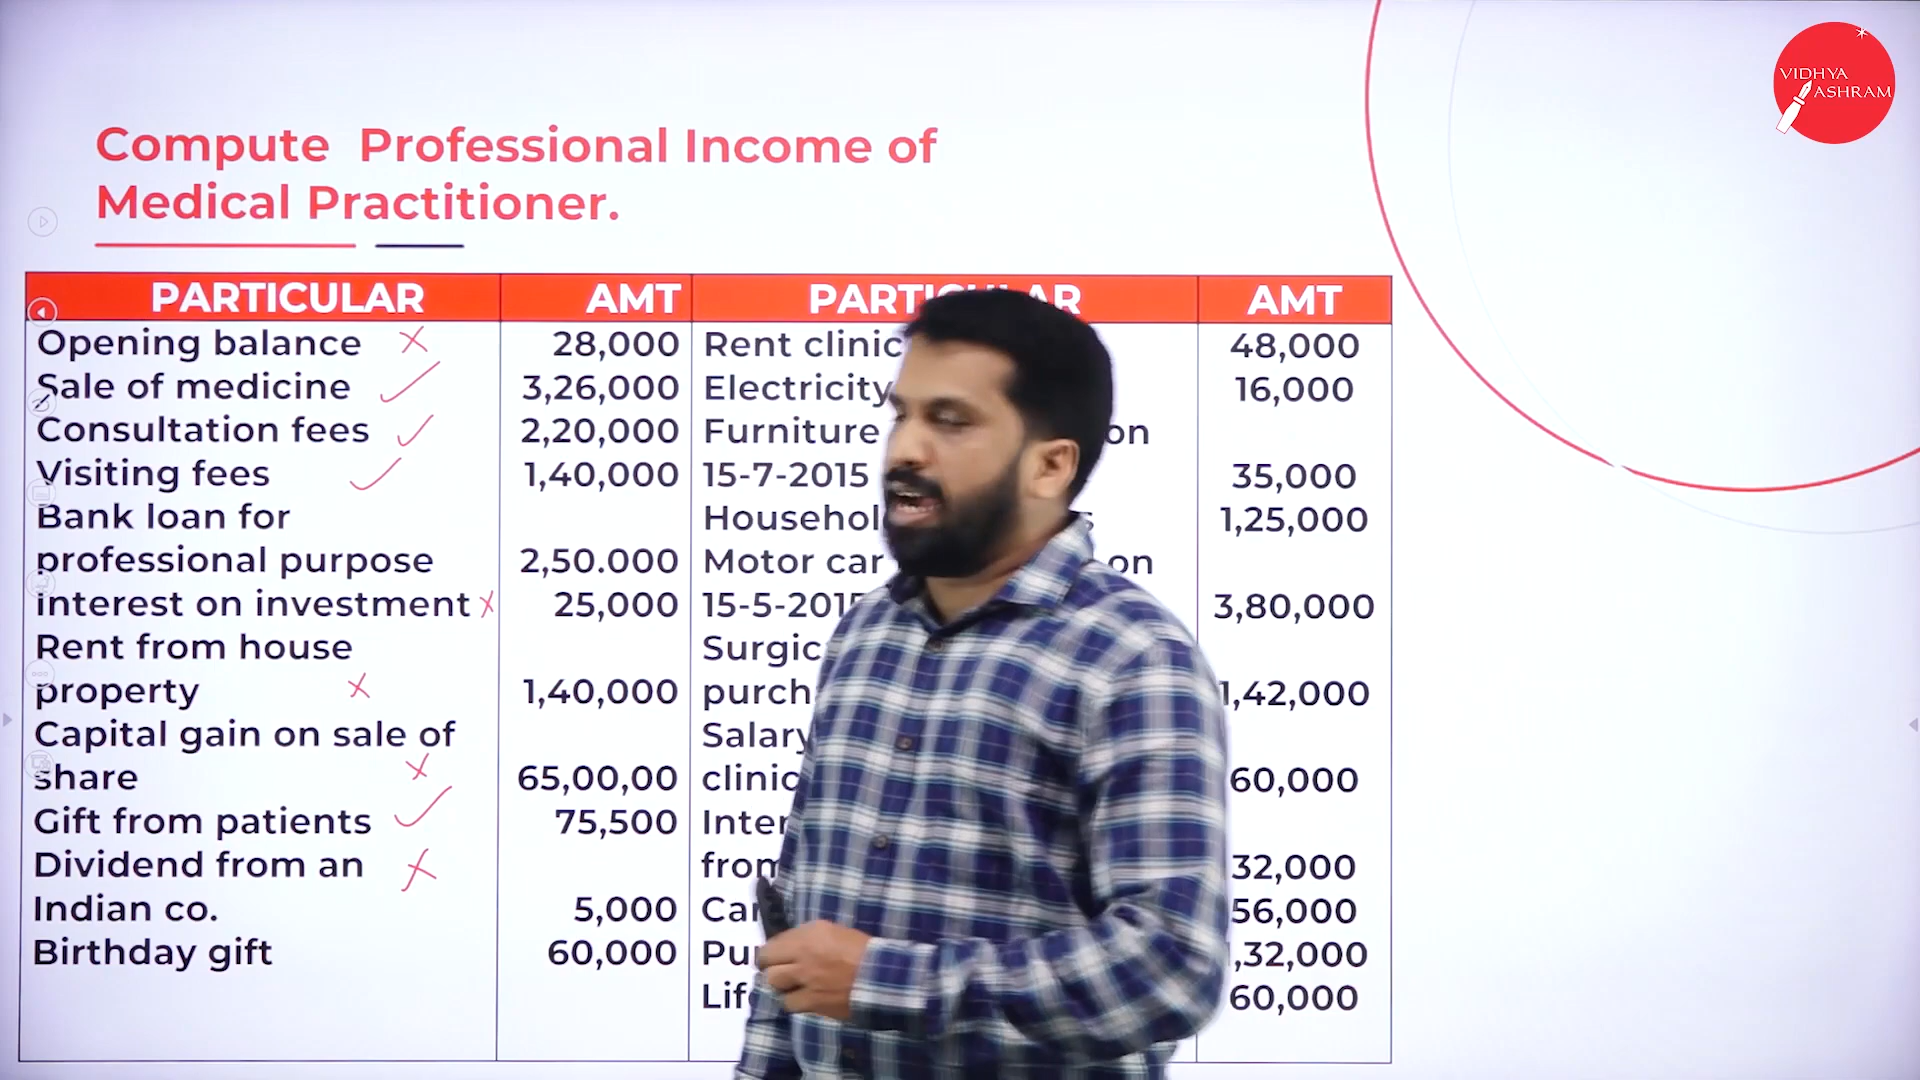 VIDHYA
ASHRAM
Compute Professional Income of
Medical Practitioner.
PARTICULAR AMT AMT
Opening balance 28,000 Rent 48,000
Sale of medicine 3,26,000 Electricity 16,000
Consultation fees 2,20,000 Furniture
Visiting fees 1,40,000 15-7-2015 35,000
Bank loan for 1,25,000
professional purpose 2,50.000 Motor car
interest on investment 25,000 3,80,000
Rent from house
property 1,40,000
Capital gain on sale of Salary
share 65,00,00 60,000
Gift from patients 75,500
Dividend from an 32,000
Indian co. 5,000 56,000
Birthday gift 60,000
60,000